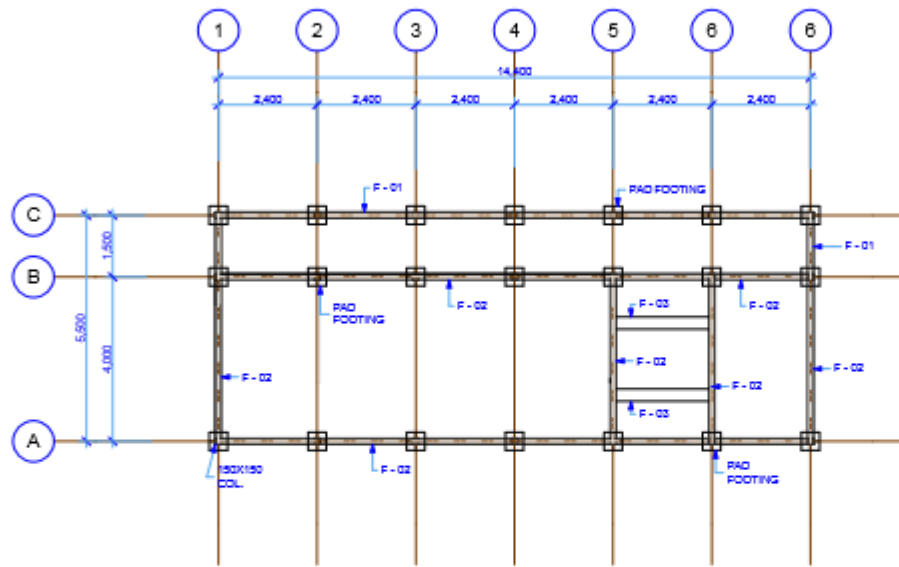 1 2 3 4 5 6 6
14,400
2,400 2,400 2,400 2,400 2,400 2,400
F - 01
PAD FOOTING
C
1,500
F - 01
B
PAD
FOOTING
F - 02
F - 03
F - 02
5,500
4,000
F - 02
F - 02
F - 02
F - 02
F - 03
A
150X150
COL.
F - 02
PAD
FOOTING